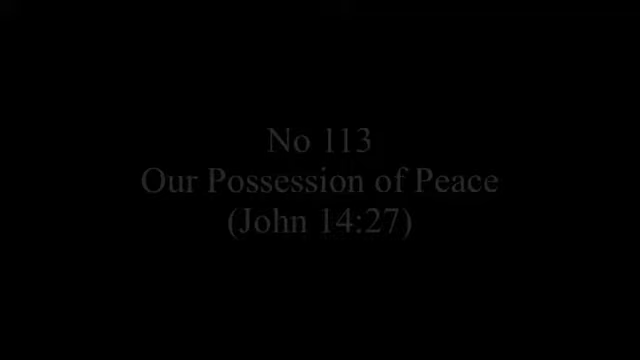 No 113
Our Possession of Peace
(John 14:27)